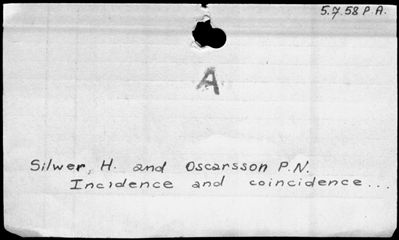 5.7.58 P.A.
A
Silwer, H. and Oscarsson P.N.
Incidence and coincidence...